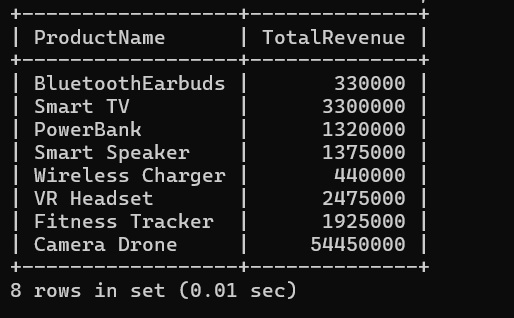 +------------------+--------------+
| ProductName      | TotalRevenue |
+------------------+--------------+
| BluetoothEarbuds |       330000 |
| Smart TV         |      3300000 |
| PowerBank        |      1320000 |
| Smart Speaker    |      1375000 |
| Wireless Charger |       440000 |
| VR Headset       |      2475000 |
| Fitness Tracker  |      1925000 |
| Camera Drone     |     54450000 |
+------------------+--------------+
8 rows in set (0.01 sec)